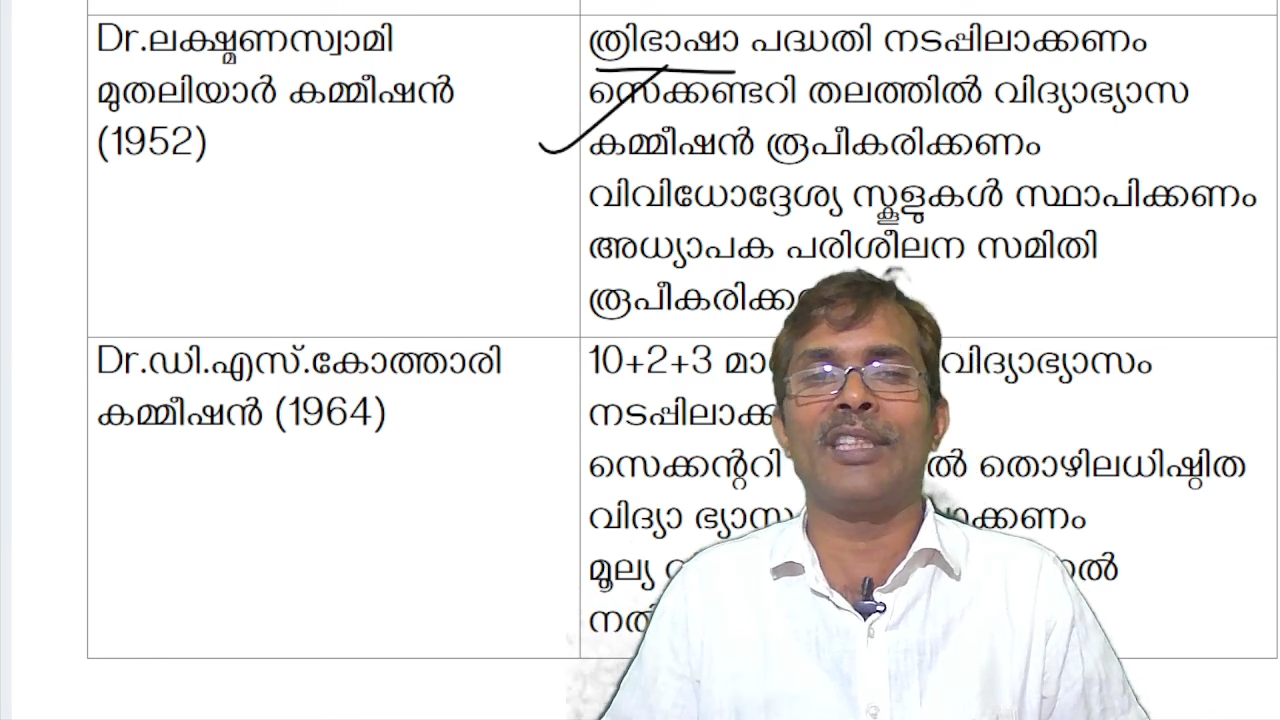 Dr.ലക്ഷ്മണസ്വാമി
മുതലിയാർ കമ്മീഷൻ
(1952)
ത്രിഭാഷാ പദ്ധതി നടപ്പിലാക്കണം
സെക്കണ്ടറി തലത്തിൽ വിദ്യാഭ്യാസ
കമ്മീഷൻ രൂപീകരിക്കണം
വിവിധോദ്ദേശ്യ സ്കൂളുകൾ സ്ഥാപിക്കണം
അധ്യാപക പരിശീലന സമിതി
Dr.ഡി.എസ്.കോത്താരി
കമ്മീഷൻ (1964)
10+2+3 വിദ്യാഭ്യാസം
സെക്കന്ററി തൊഴിലധിഷ്ഠിത
വിദ്യാ
മൂല്യ